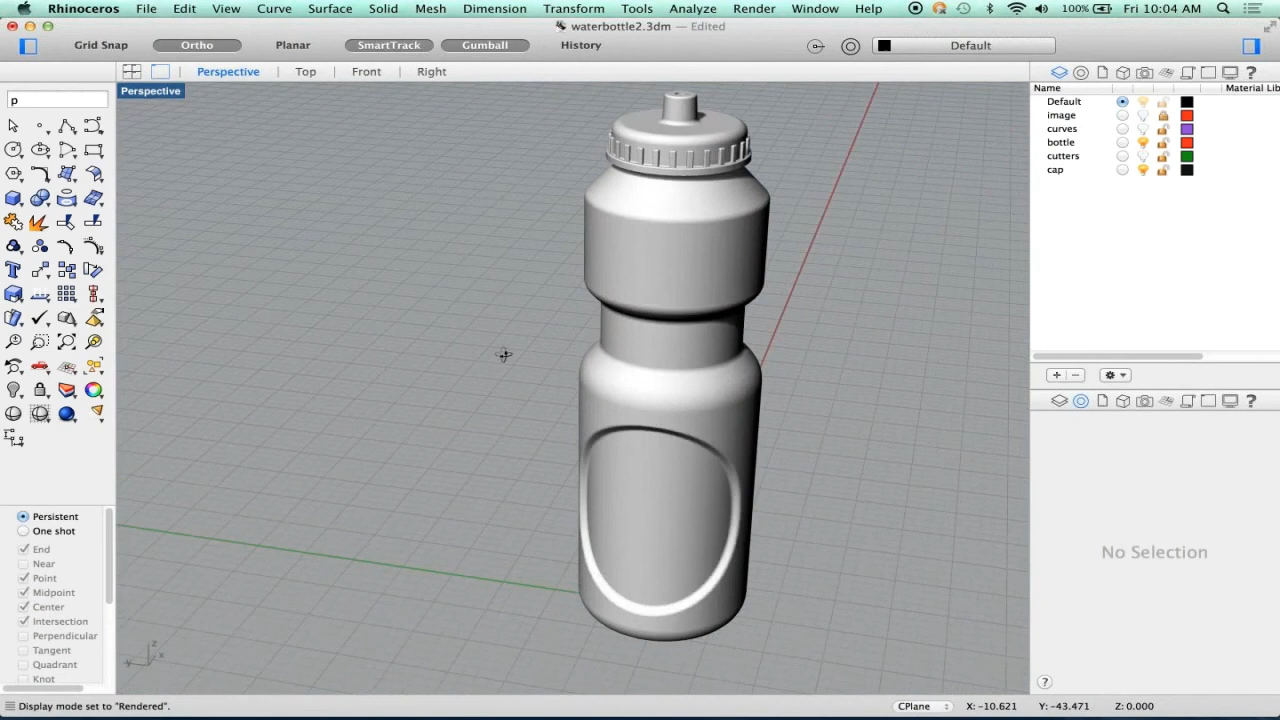 Rhinoceros File Edit View Curve Surface Solid Mesh Dimension Transform Tools Analyze Render Window Help 100% Fri 10:04 AM
waterbottle2.3dm — Edited
Grid Snap Ortho Planar SmartTrack Gumball History Default
Perspective Top Front Right
Perspective
Name Material Lib
p
Default
image
curves
bottle
cutters
cap
Persistent
One shot
End
Near
Point
Midpoint
Center
Intersection
Perpendicular
Tangent
Quadrant
Knot
No Selection
z
y x
Display mode set to "Rendered". CPlane X: -10.621 Y: -43.471 Z: 0.000